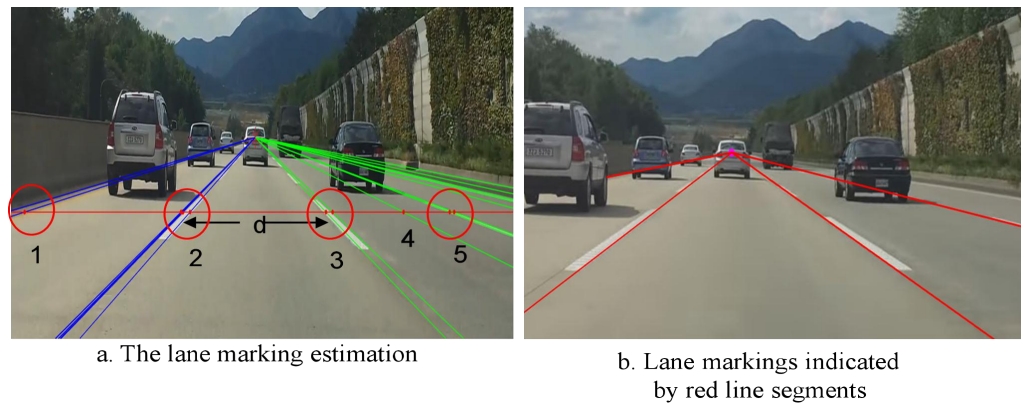 d
1
2
3
4
5
a. The lane marking estimation
b. Lane markings indicated
by red line segments